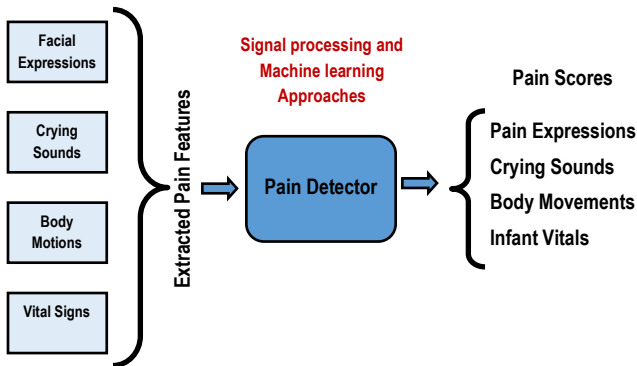 Facial
Expressions
Crying
Sounds
Body
Motions
Vital Signs
Extracted Pain Features
Signal processing and
Machine learning
Approaches
Pain Detector
Pain Scores
Pain Expressions
Crying Sounds
Body Movements
Infant Vitals